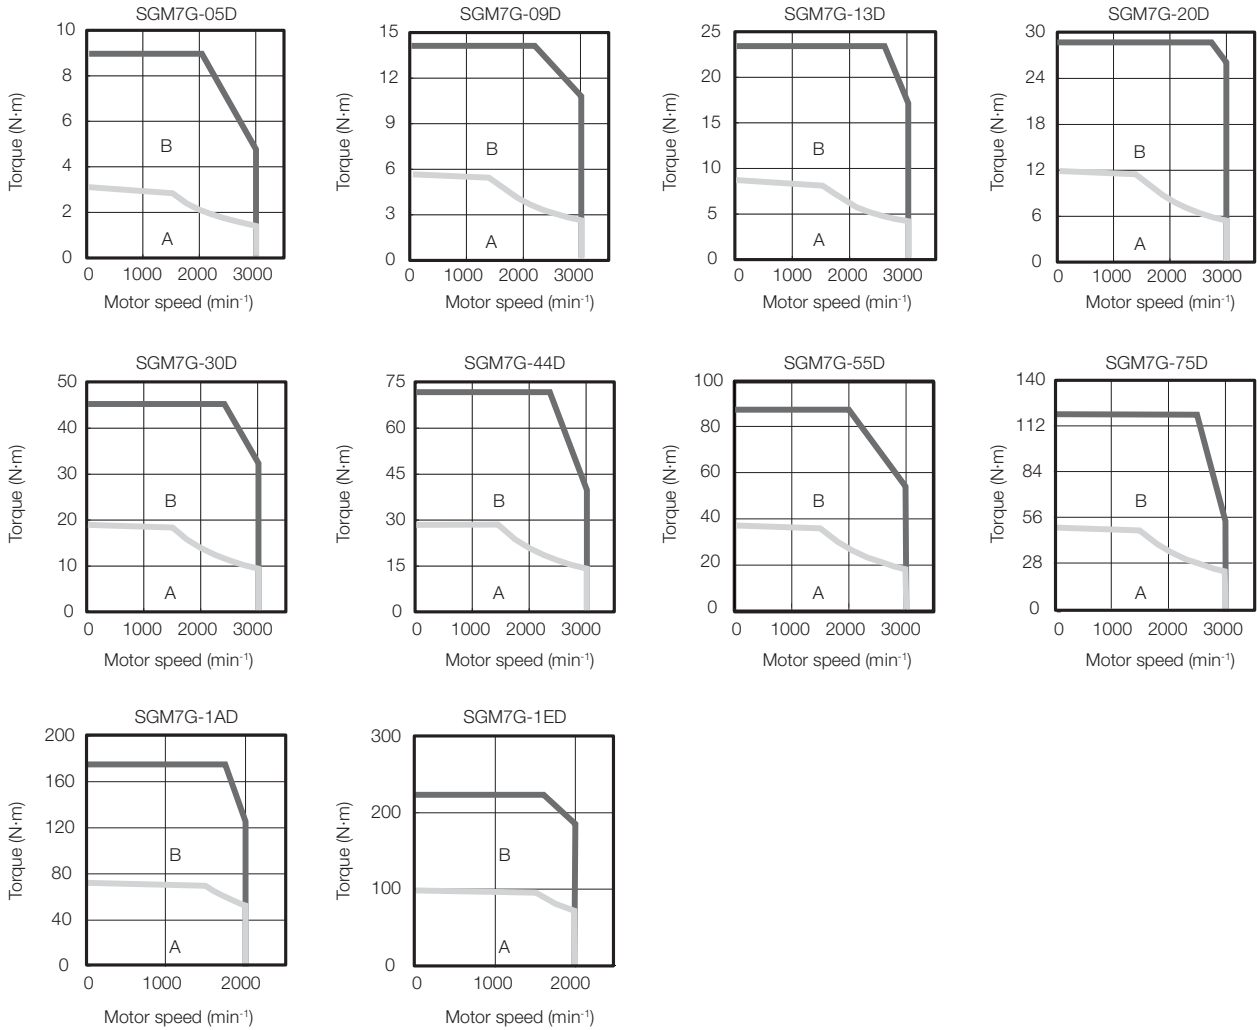 SGM7G-05D
10
8
6
4
2
0
Torque (N·m)
B
A
0 1000 2000 3000
Motor speed (min-1)
SGM7G-09D
15
12
9
6
3
0
Torque (N·m)
B
A
0 1000 2000 3000
Motor speed (min-1)
SGM7G-13D
25
20
15
10
5
0
Torque (N·m)
B
A
0 1000 2000 3000
Motor speed (min-1)
SGM7G-20D
30
24
18
12
6
0
Torque (N·m)
B
A
0 1000 2000 3000
Motor speed (min-1)
SGM7G-30D
50
40
30
20
10
0
Torque (N·m)
B
A
0 1000 2000 3000
Motor speed (min-1)
SGM7G-44D
75
60
45
30
15
0
Torque (N·m)
B
A
0 1000 2000 3000
Motor speed (min-1)
SGM7G-55D
100
80
60
40
20
0
Torque (N·m)
B
A
0 1000 2000 3000
Motor speed (min-1)
SGM7G-75D
140
112
84
56
28
0
Torque (N·m)
B
A
0 1000 2000 3000
Motor speed (min-1)
SGM7G-1AD
200
160
120
80
40
0
Torque (N·m)
B
A
0 1000 2000
Motor speed (min-1)
SGM7G-1ED
300
200
100
0
Torque (N·m)
B
A
0 1000 2000
Motor speed (min-1)